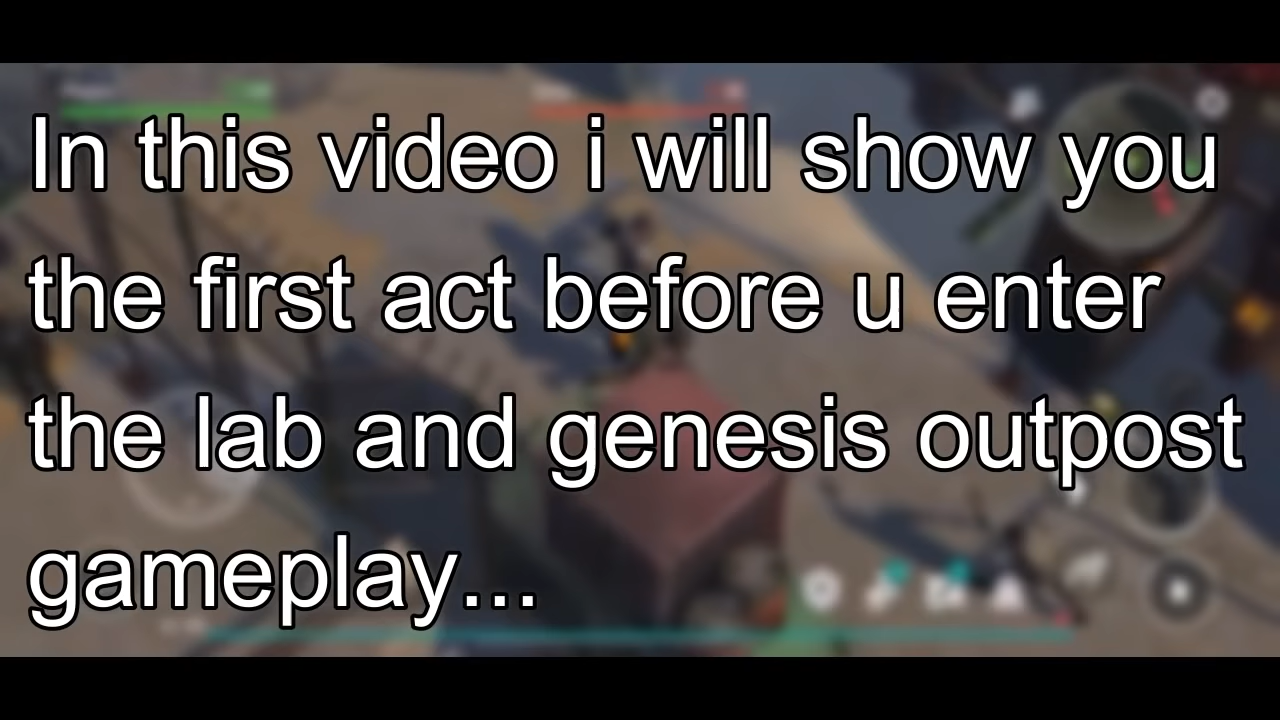 In this video i will show you
the first act before u enter
the lab and genesis outpost
gameplay...